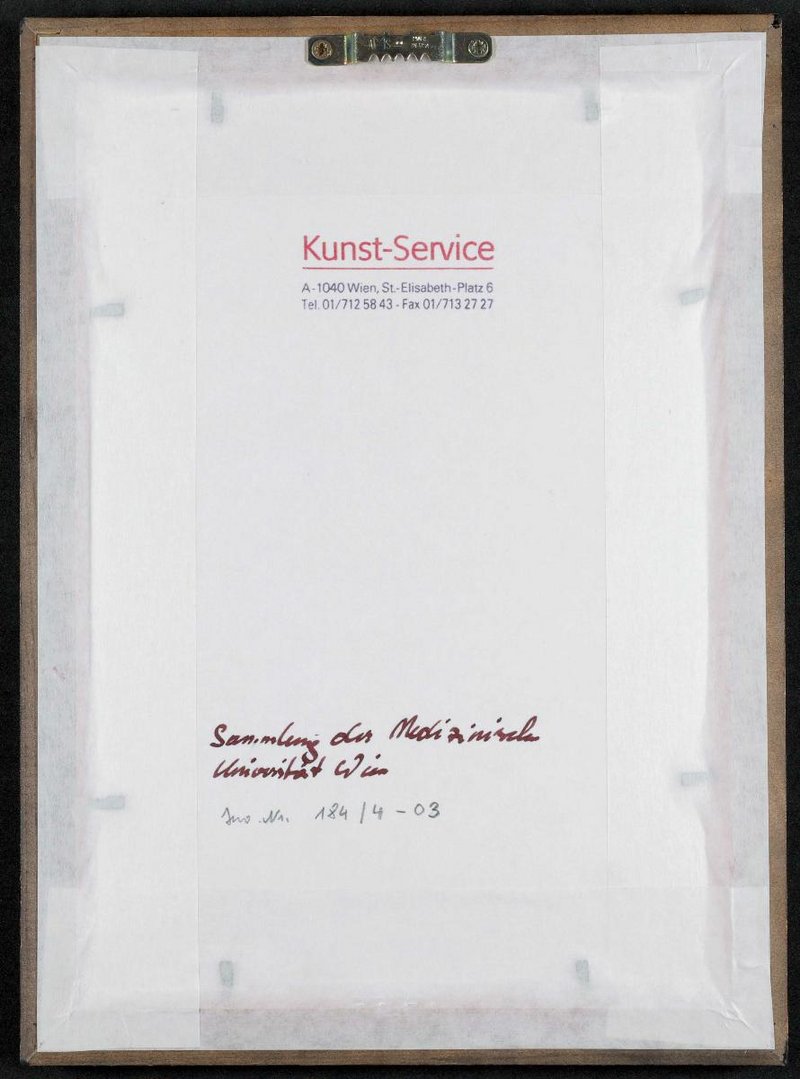 Kunst-Service
A-1040 Wien, St.-Elisabeth-Platz 6
Tel. 01/712 58 43 - Fax 01/713 27 27
Sammlung der Medizinischen
Universität Wien
Inv. Nr. 184/4-03